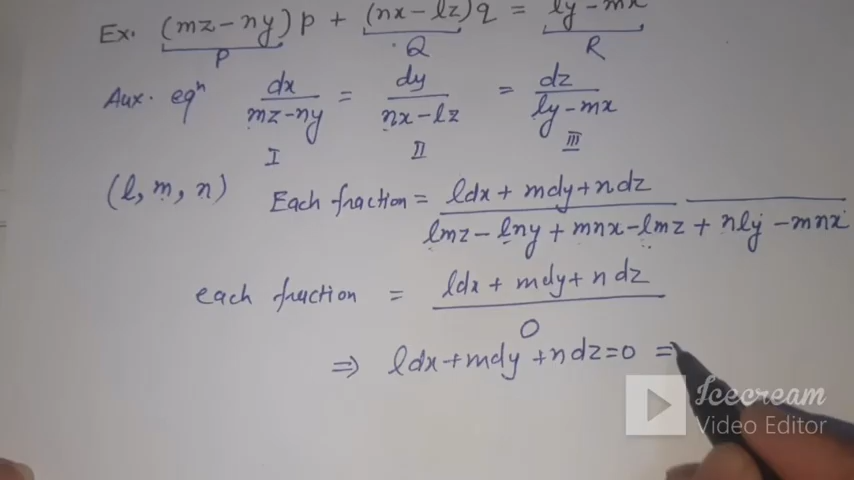 Ex. (mz-ny)p + (nx-lz)q = ly-mx
P Q R
Aux. eqⁿ dx/mz-ny = dy/nx-lz = dz/ly-mx
I II III
(l, m, n) Each fraction = ldx + mdy + ndz / lmz - lny + mnx - lmz + nly - mnx
each fraction = ldx + mdy + ndz / 0
⇒ ldx + mdy + ndz = 0 ⇒
Icecream
Video Editor